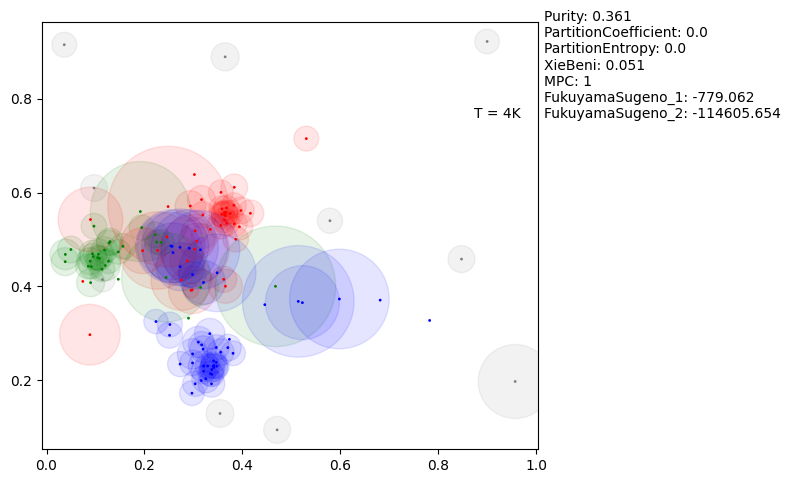 Purity: 0.361
PartitionCoefficient: 0.0
PartitionEntropy: 0.0
XieBeni: 0.051
MPC: 1
FukuyamaSugeno_1: -779.062
FukuyamaSugeno_2: -114605.654
T = 4K
0.8
0.6
0.4
0.2
0.0 0.2 0.4 0.6 0.8 1.0